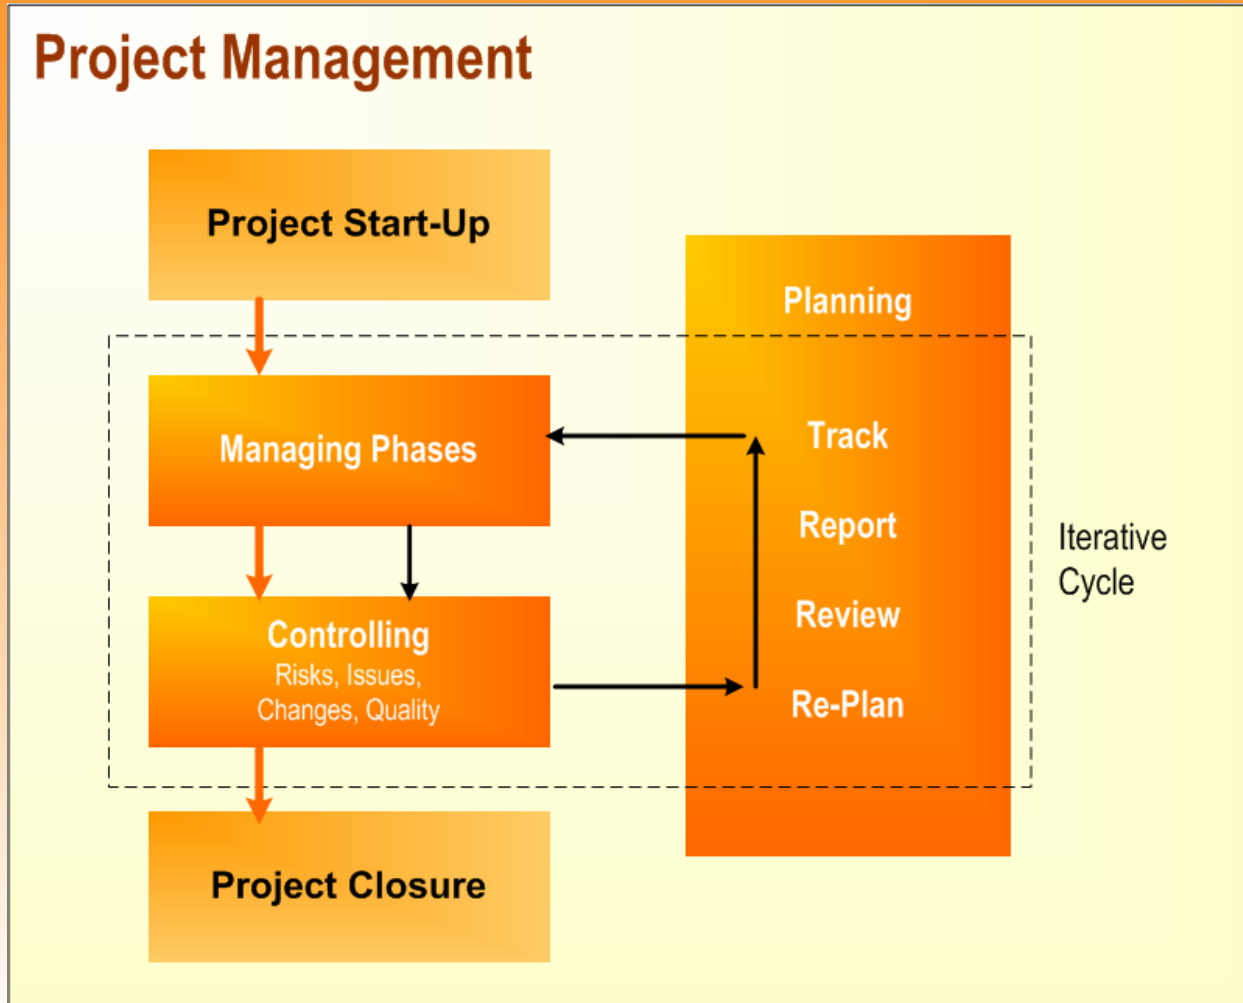 Project Management
Project Start-Up
Planning
Managing Phases
Track
Report
Review
Re-Plan
Controlling
Risks, Issues,
Changes, Quality
Iterative
Cycle
Project Closure